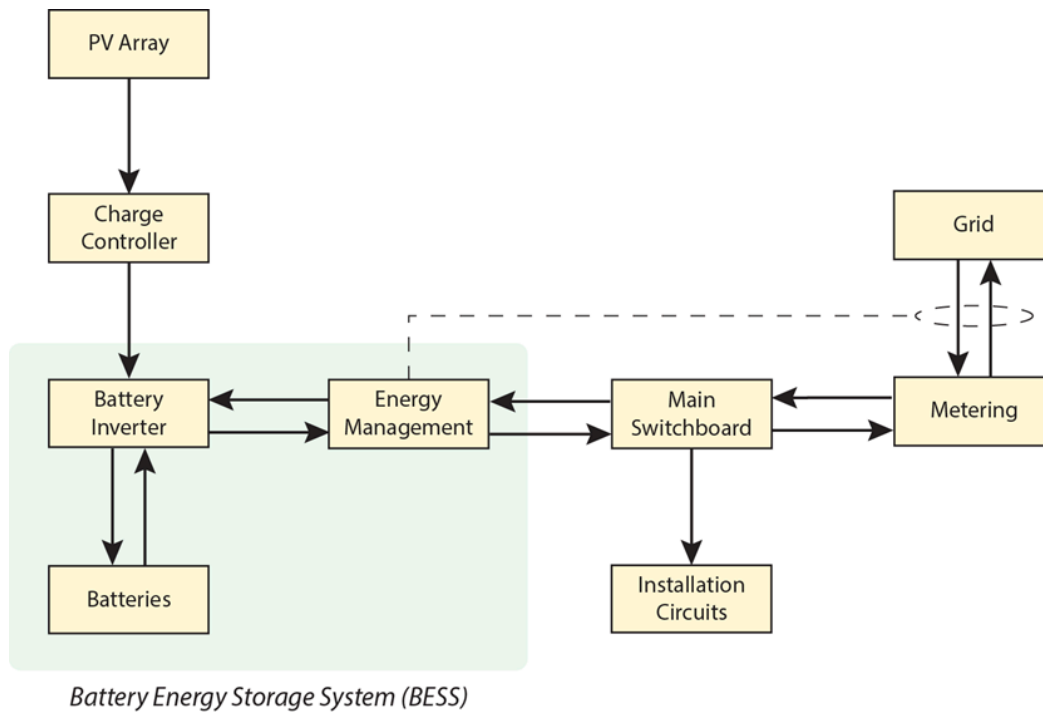 PV Array
Charge
Controller
Grid
Battery
Inverter
Energy
Management
Main
Switchboard
Metering
Batteries
Installation
Circuits
Battery Energy Storage System (BESS)